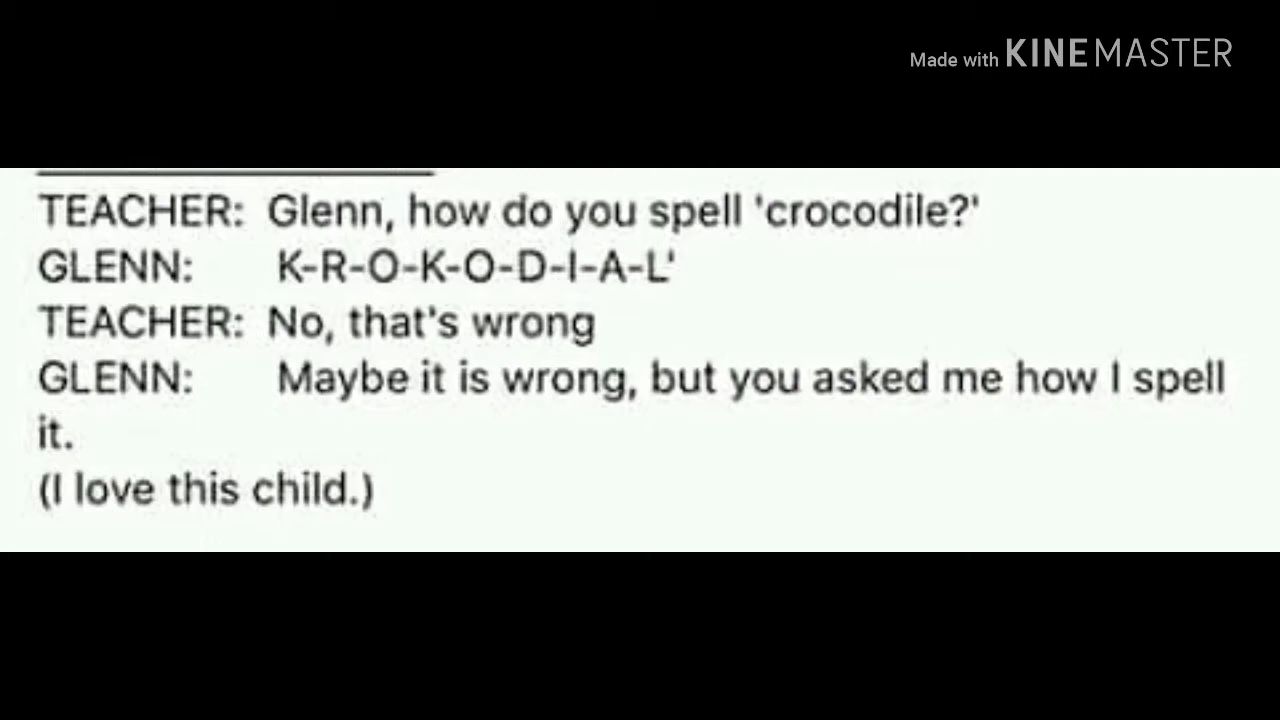 Made with KINEMASTER
TEACHER: Glenn, how do you spell 'crocodile?'
GLENN: K-R-O-K-O-D-I-A-L'
TEACHER: No, that's wrong
GLENN: Maybe it is wrong, but you asked me how I spell
it.
(I love this child.)